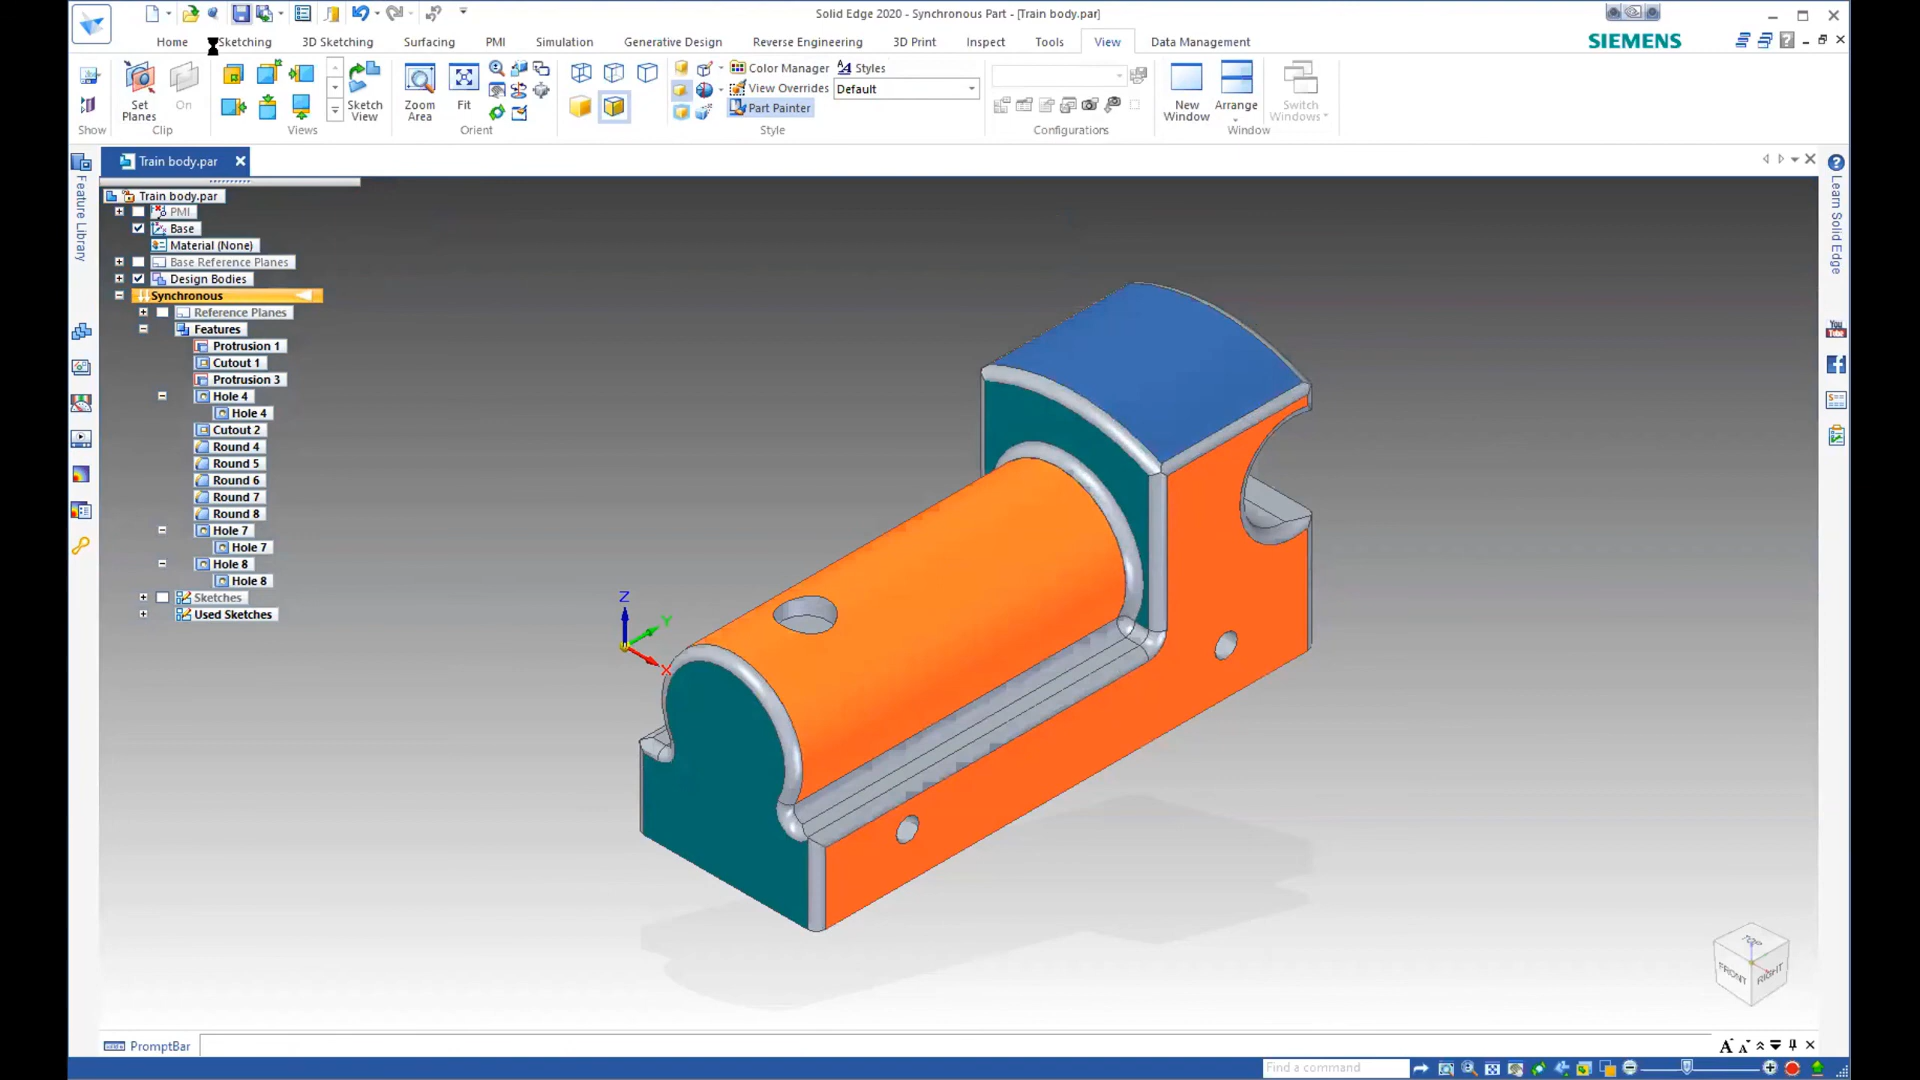 Solid Edge 2020 - Synchronous Part - [Train body.par]
Home Sketching 3D Sketching Surfacing PMI Simulation Generative Design Reverse Engineering 3D Print Inspect Tools View Data Management
SIEMENS
Color Manager Styles
View Overrides Default
Part Painter
Set Planes
On
Sketch View
Zoom Area
Fit
New Window
Arrange
Switch Windows
Show Clip Views Orient Style Configurations Window
Train body.par
Feature Library
Learn Solid Edge
You Tube
Train body.par
PMI
Base
Material (None)
Base Reference Planes
Design Bodies
Synchronous
Reference Planes
Features
Protrusion 1
Cutout 1
Protrusion 3
Hole 4
Hole 4
Cutout 2
Round 4
Round 5
Round 6
Round 7
Round 8
Hole 7
Hole 7
Hole 8
Hole 8
Sketches
Used Sketches
Z
Y
X
TOP
FRONT RIGHT
PromptBar
Find a command